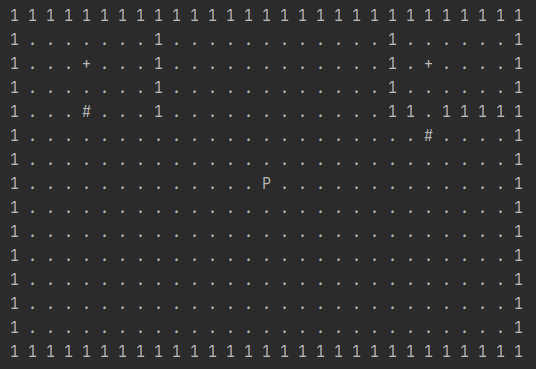 1 1 1 1 1 1 1 1 1 1 1 1 1 1 1 1 1 1 1 1 1 1 1 1 1 1 1 1 1
1 . . . . . . . 1 . . . . . . . . . . . . 1 . . . . . . 1
1 . . . + . . . 1 . . . . . . . . . . . . 1 . + . . . . 1
1 . . . . . . . 1 . . . . . . . . . . . . 1 . . . . . . 1
1 . . . # . . . 1 . . . . . . . . . . . . 1 1 . 1 1 1 1 1
1 . . . . . . . . . . . . . . . . . . . . . . # . . . . 1
1 . . . . . . . . . . . . . . . . . . . . . . . . . . . 1
1 . . . . . . . . . . . . . P . . . . . . . . . . . . . 1
1 . . . . . . . . . . . . . . . . . . . . . . . . . . . 1
1 . . . . . . . . . . . . . . . . . . . . . . . . . . . 1
1 . . . . . . . . . . . . . . . . . . . . . . . . . . . 1
1 . . . . . . . . . . . . . . . . . . . . . . . . . . . 1
1 . . . . . . . . . . . . . . . . . . . . . . . . . . . 1
1 . . . . . . . . . . . . . . . . . . . . . . . . . . . 1
1 1 1 1 1 1 1 1 1 1 1 1 1 1 1 1 1 1 1 1 1 1 1 1 1 1 1 1 1